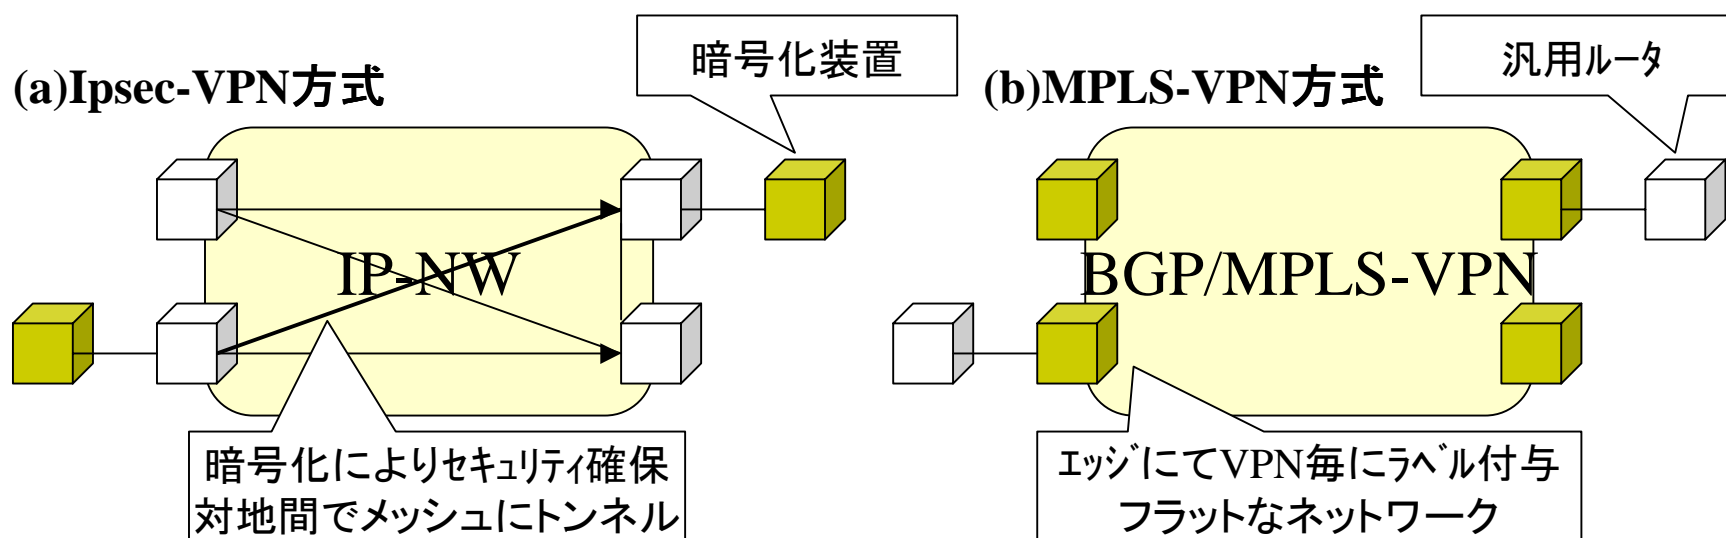 (a)Ipsec-VPN方式
暗号化装置
IP-NW
暗号化によりセキュリティ確保
対地間でメッシュにトンネル
(b)MPLS-VPN方式
汎用ルータ
BGP/MPLS-VPN
エッジにてVPN毎にラベル付与
フラットなネットワーク